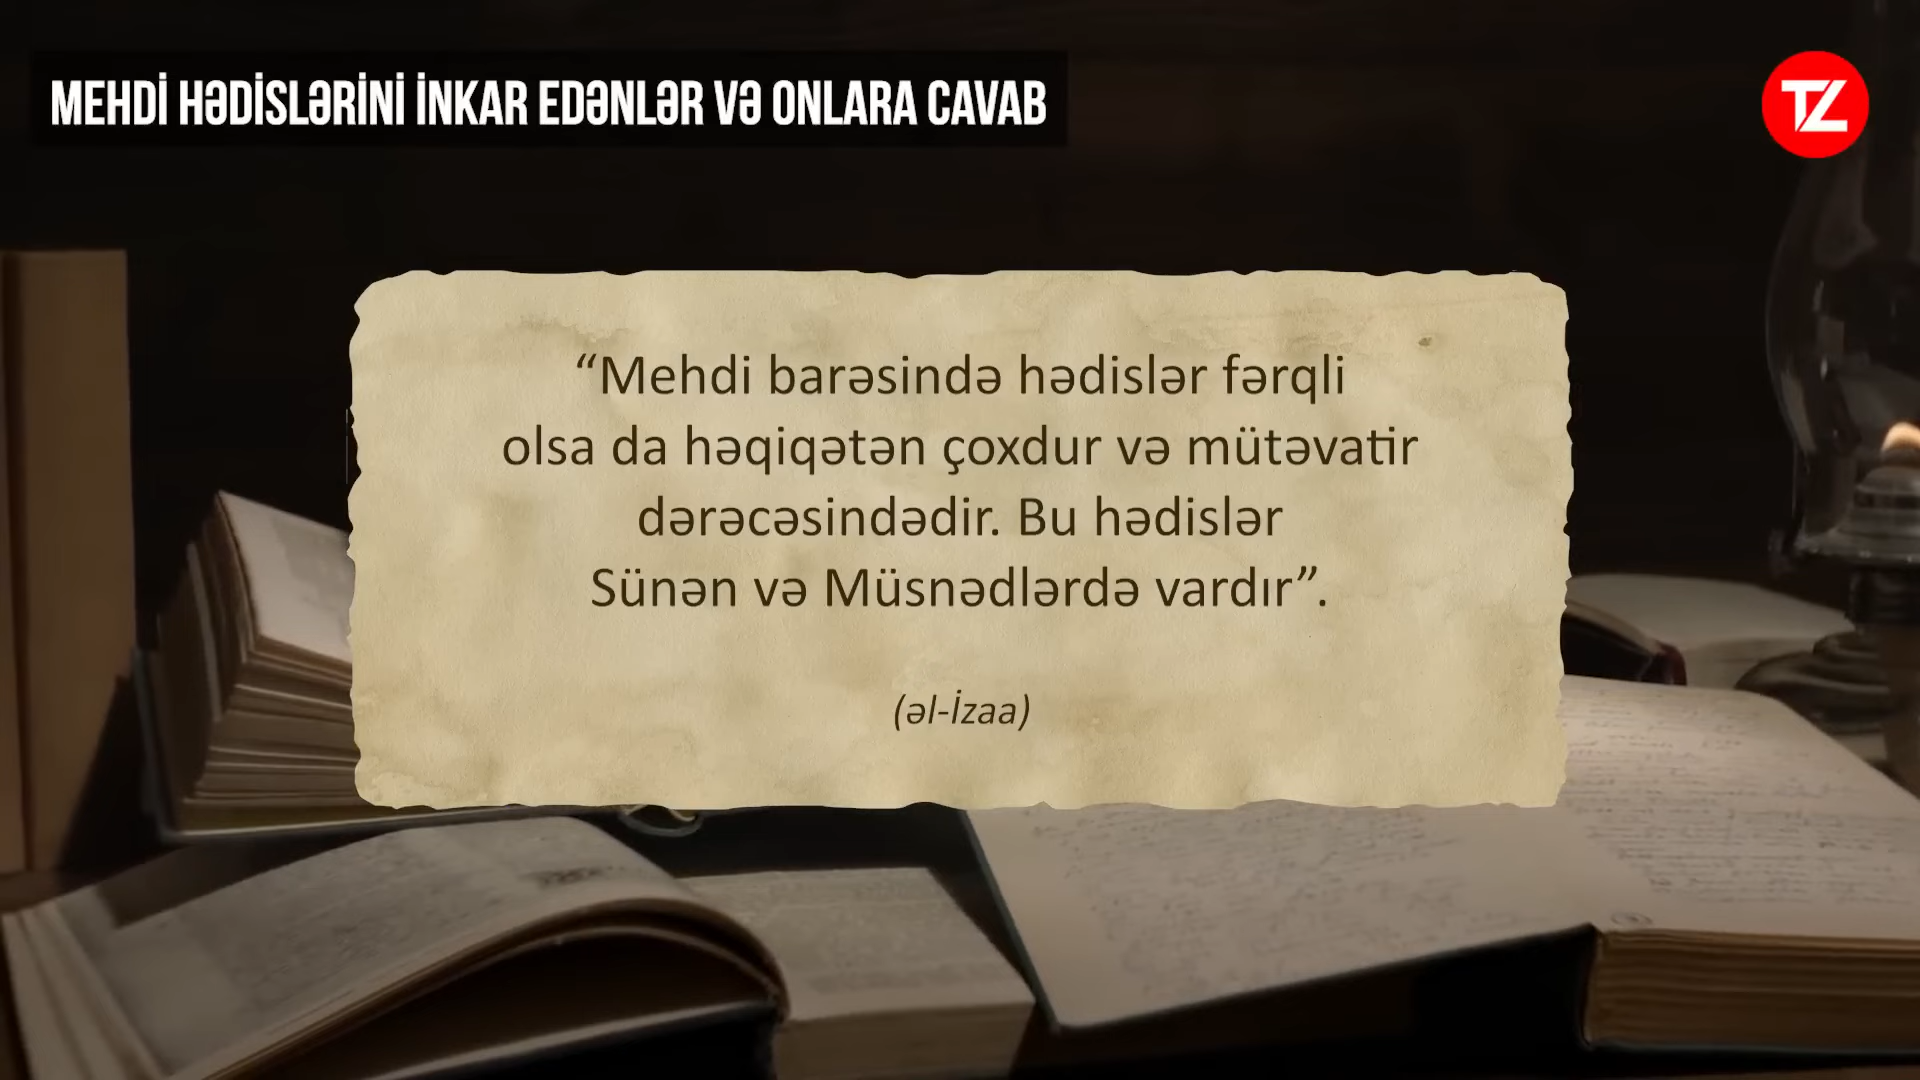 MEHDİ HƏDİSLƏRİNİ İNKAR EDƏNLƏR VƏ ONLARA CAVAB
TZ
“Mehdi barəsində hədislər fərqli
olsa da həqiqətən çoxdur və mütəvatir
dərəcəsindədir. Bu hədislər
Sünən və Müsnədlərdə vardır”.
(əl-İzaa)